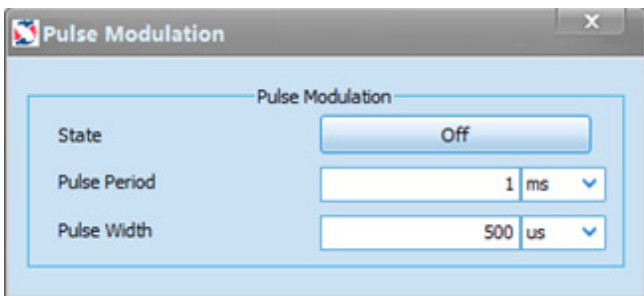 Pulse Modulation
Pulse Modulation
State Off
Pulse Period 1 ms
Pulse Width 500 us